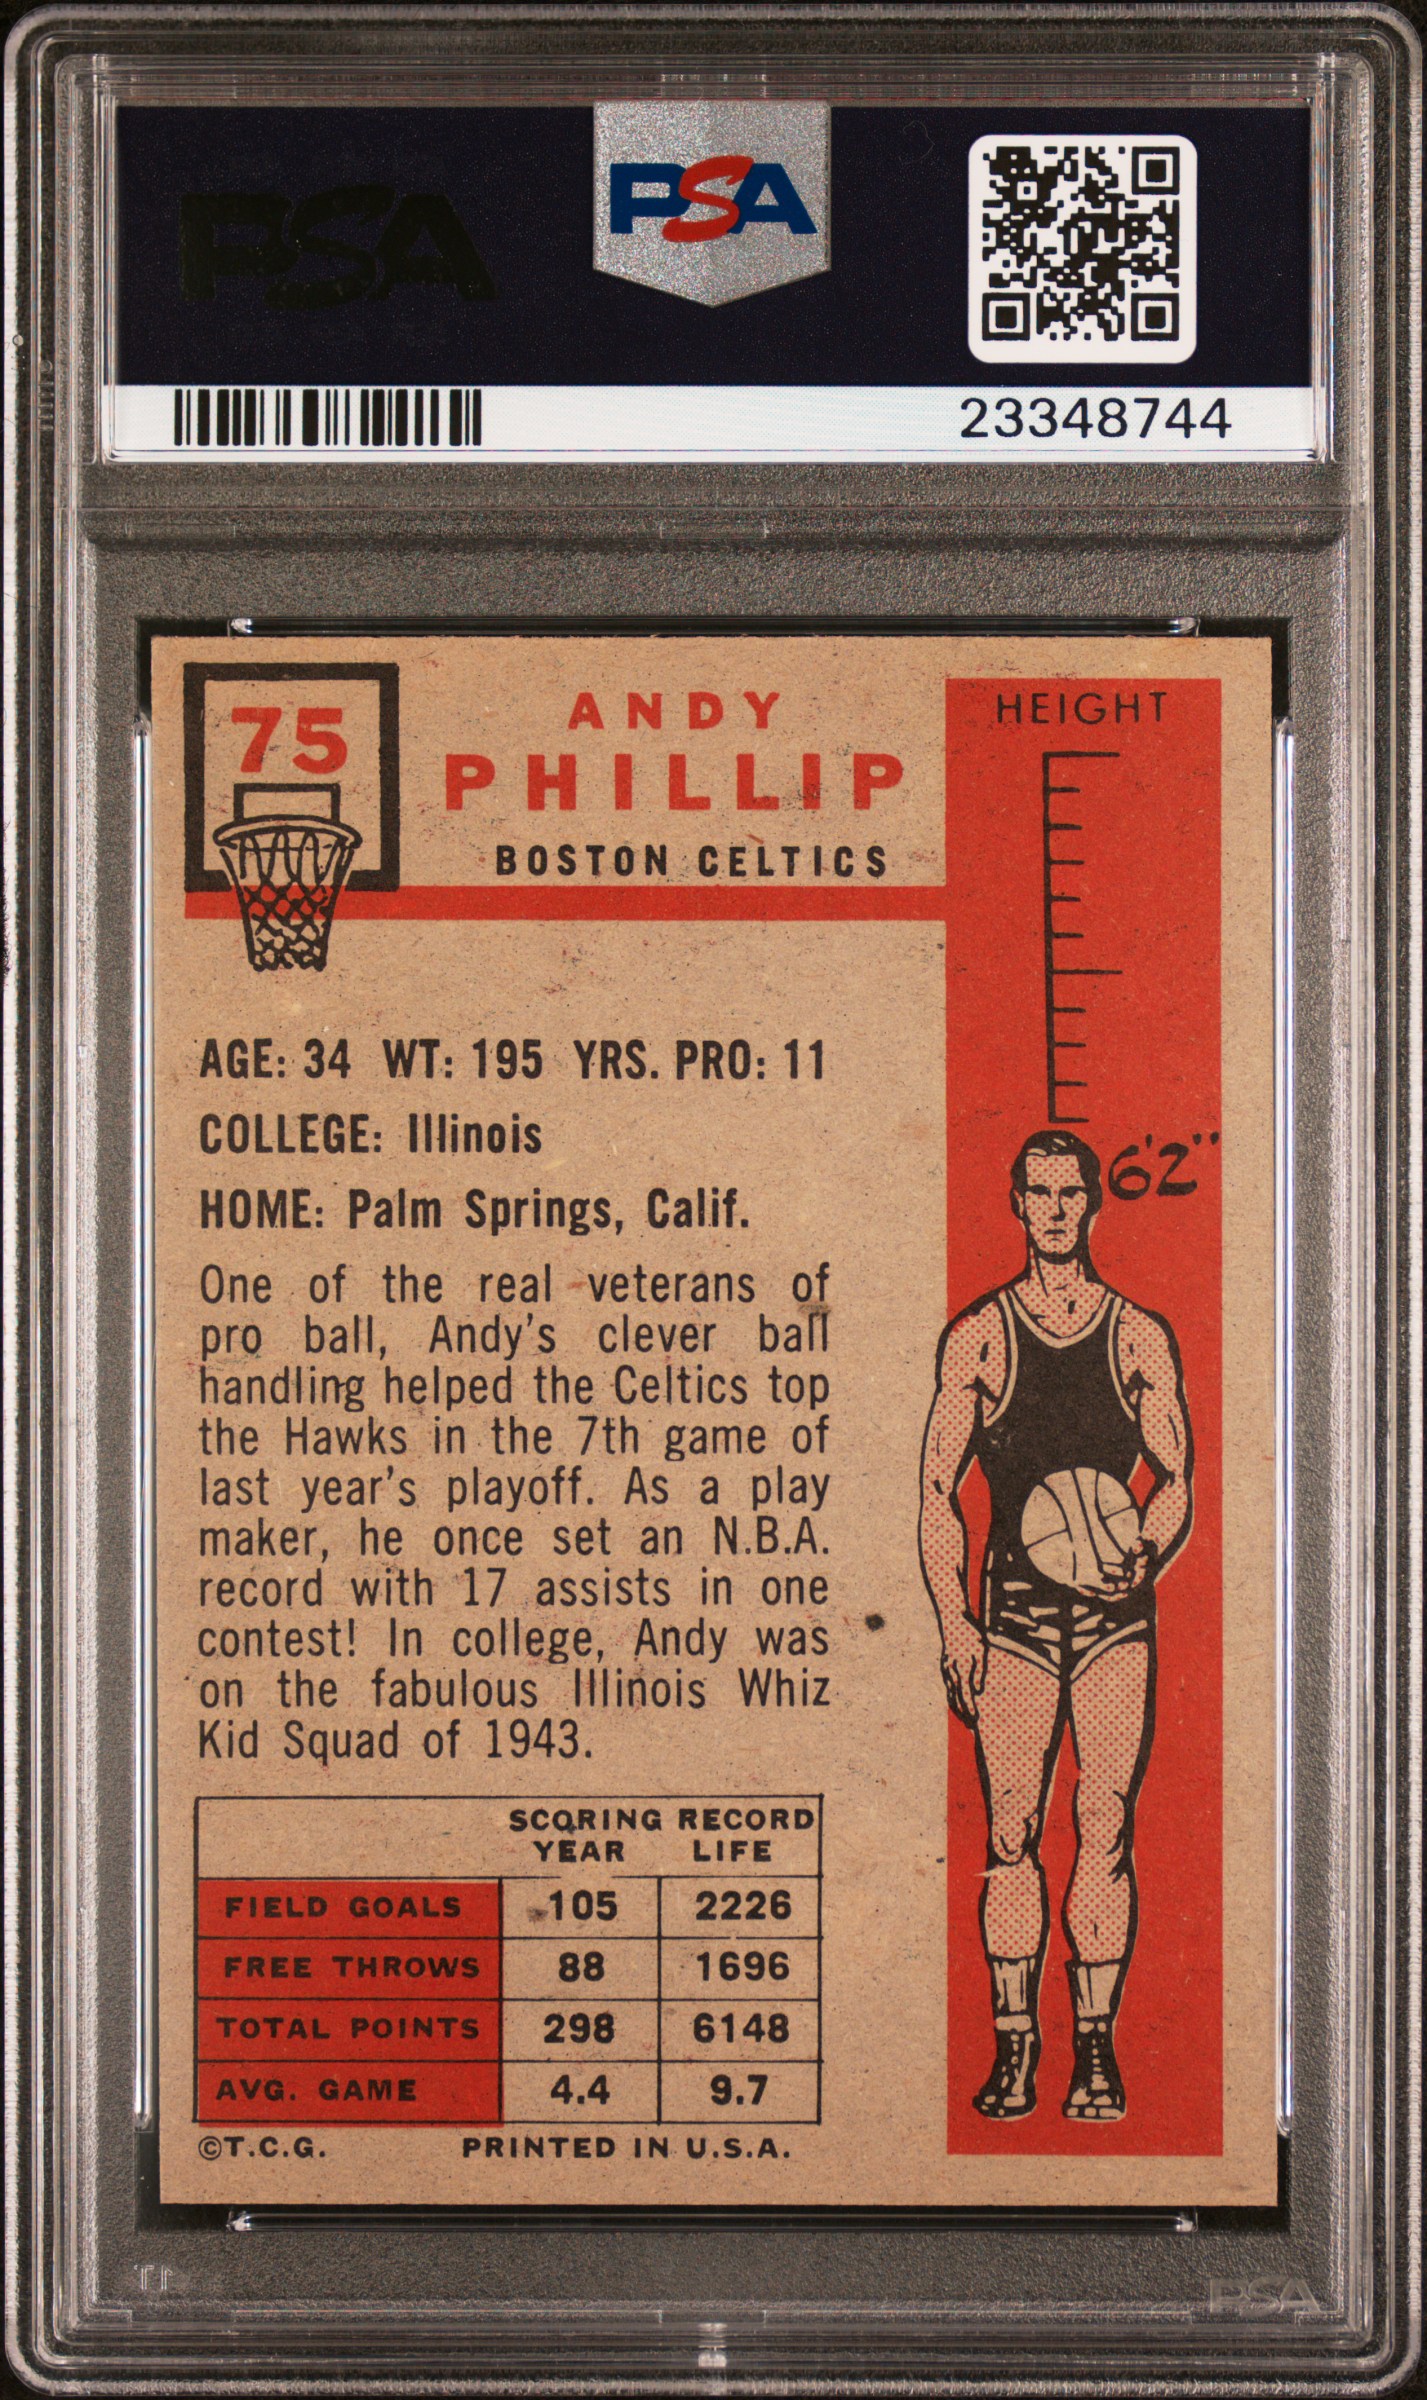 PSA
PSA
23348744
75
ANDY
PHILLIP
BOSTON CELTICS
HEIGHT
6'2"
AGE: 34 WT: 195 YRS. PRO: 11
COLLEGE: Illinois
HOME: Palm Springs, Calif.
One of the real veterans of
pro ball, Andy's clever ball
handling helped the Celtics top
the Hawks in the 7th game of
last year's playoff. As a play
maker, he once set an N.B.A.
record with 17 assists in one
contest! In college, Andy was
on the fabulous Illinois Whiz
Kid Squad of 1943.
SCORING RECORD
YEAR LIFE
FIELD GOALS 105 2226
FREE THROWS 88 1696
TOTAL POINTS 298 6148
AVG. GAME 4.4 9.7
©T.C.G. PRINTED IN U.S.A.
PSA